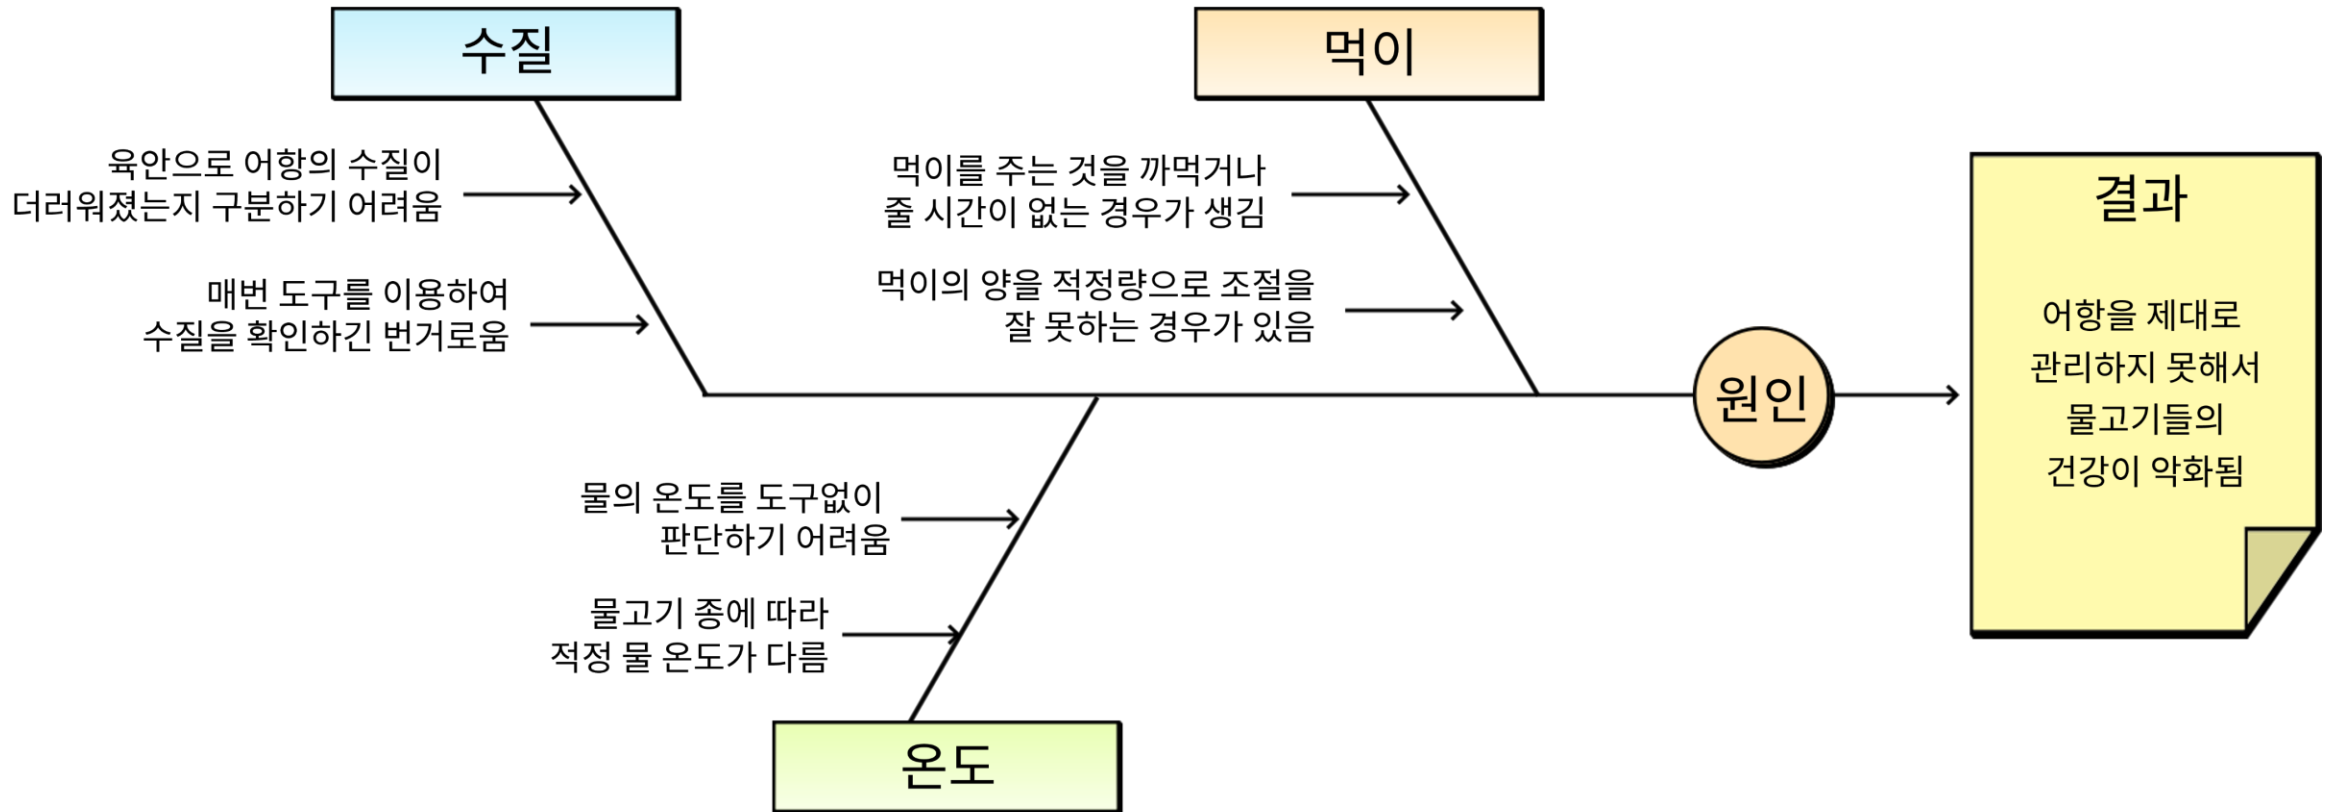 수질
육안으로 어항의 수질이
더러워졌는지 구분하기 어려움
매번 도구를 이용하여
수질을 확인하긴 번거로움
먹이
먹이를 주는 것을 까먹거나
줄 시간이 없는 경우가 생김
먹이의 양을 적정량으로 조절을
잘 못하는 경우가 있음
물의 온도를 도구없이
판단하기 어려움
물고기 종에 따라
적정 물 온도가 다름
온도
원인
결과
어항을 제대로
관리하지 못해서
물고기들의
건강이 악화됨